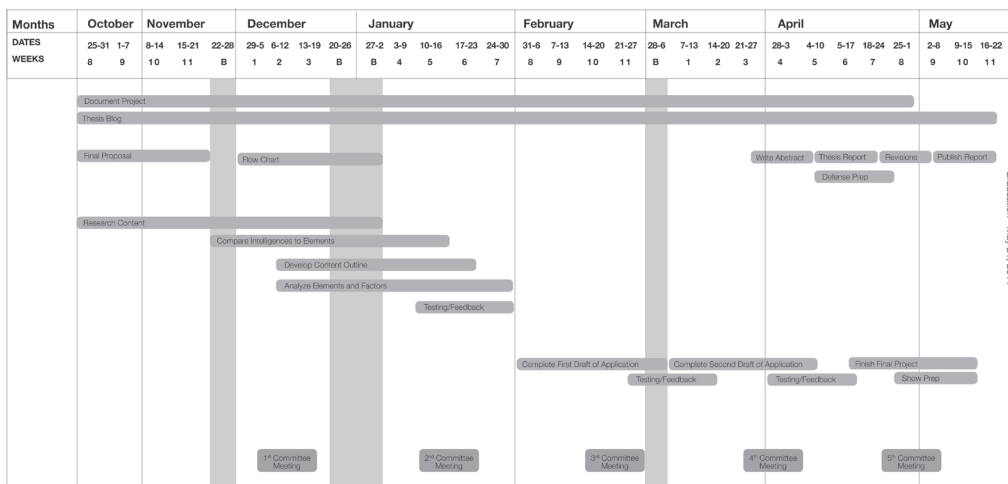 Months October November December January February March April May
DATES 25-31 1-7 8-14 15-21 22-28 29-5 6-12 13-19 20-26 27-2 3-9 10-16 17-23 24-30 31-6 7-13 14-20 21-27 28-6 7-13 14-20 21-27 28-3 4-10 5-17 18-24 25-1 2-8 9-15 16-22
WEEKS 8 9 10 11 B 1 2 3 B B 4 5 6 7 8 9 10 11 B 1 2 3 4 5 6 7 8 9 10 11
Document Project
Thesis Blog
Final Proposal
Flow Chart
Write Abstract
Thesis Report
Revisions
Publish Report
Defense Prep
Research Content
Compare Intelligences to Elements
Develop Content Outline
Analyze Elements and Factors
Testing/Feedback
Complete First Draft of Application
Complete Second Draft of Application
Finish Final Project
Testing/Feedback
Testing/Feedback
Show Prep
1st Committee
Meeting
2nd Committee
Meeting
3rd Committee
Meeting
4th Committee
Meeting
5th Committee
Meeting